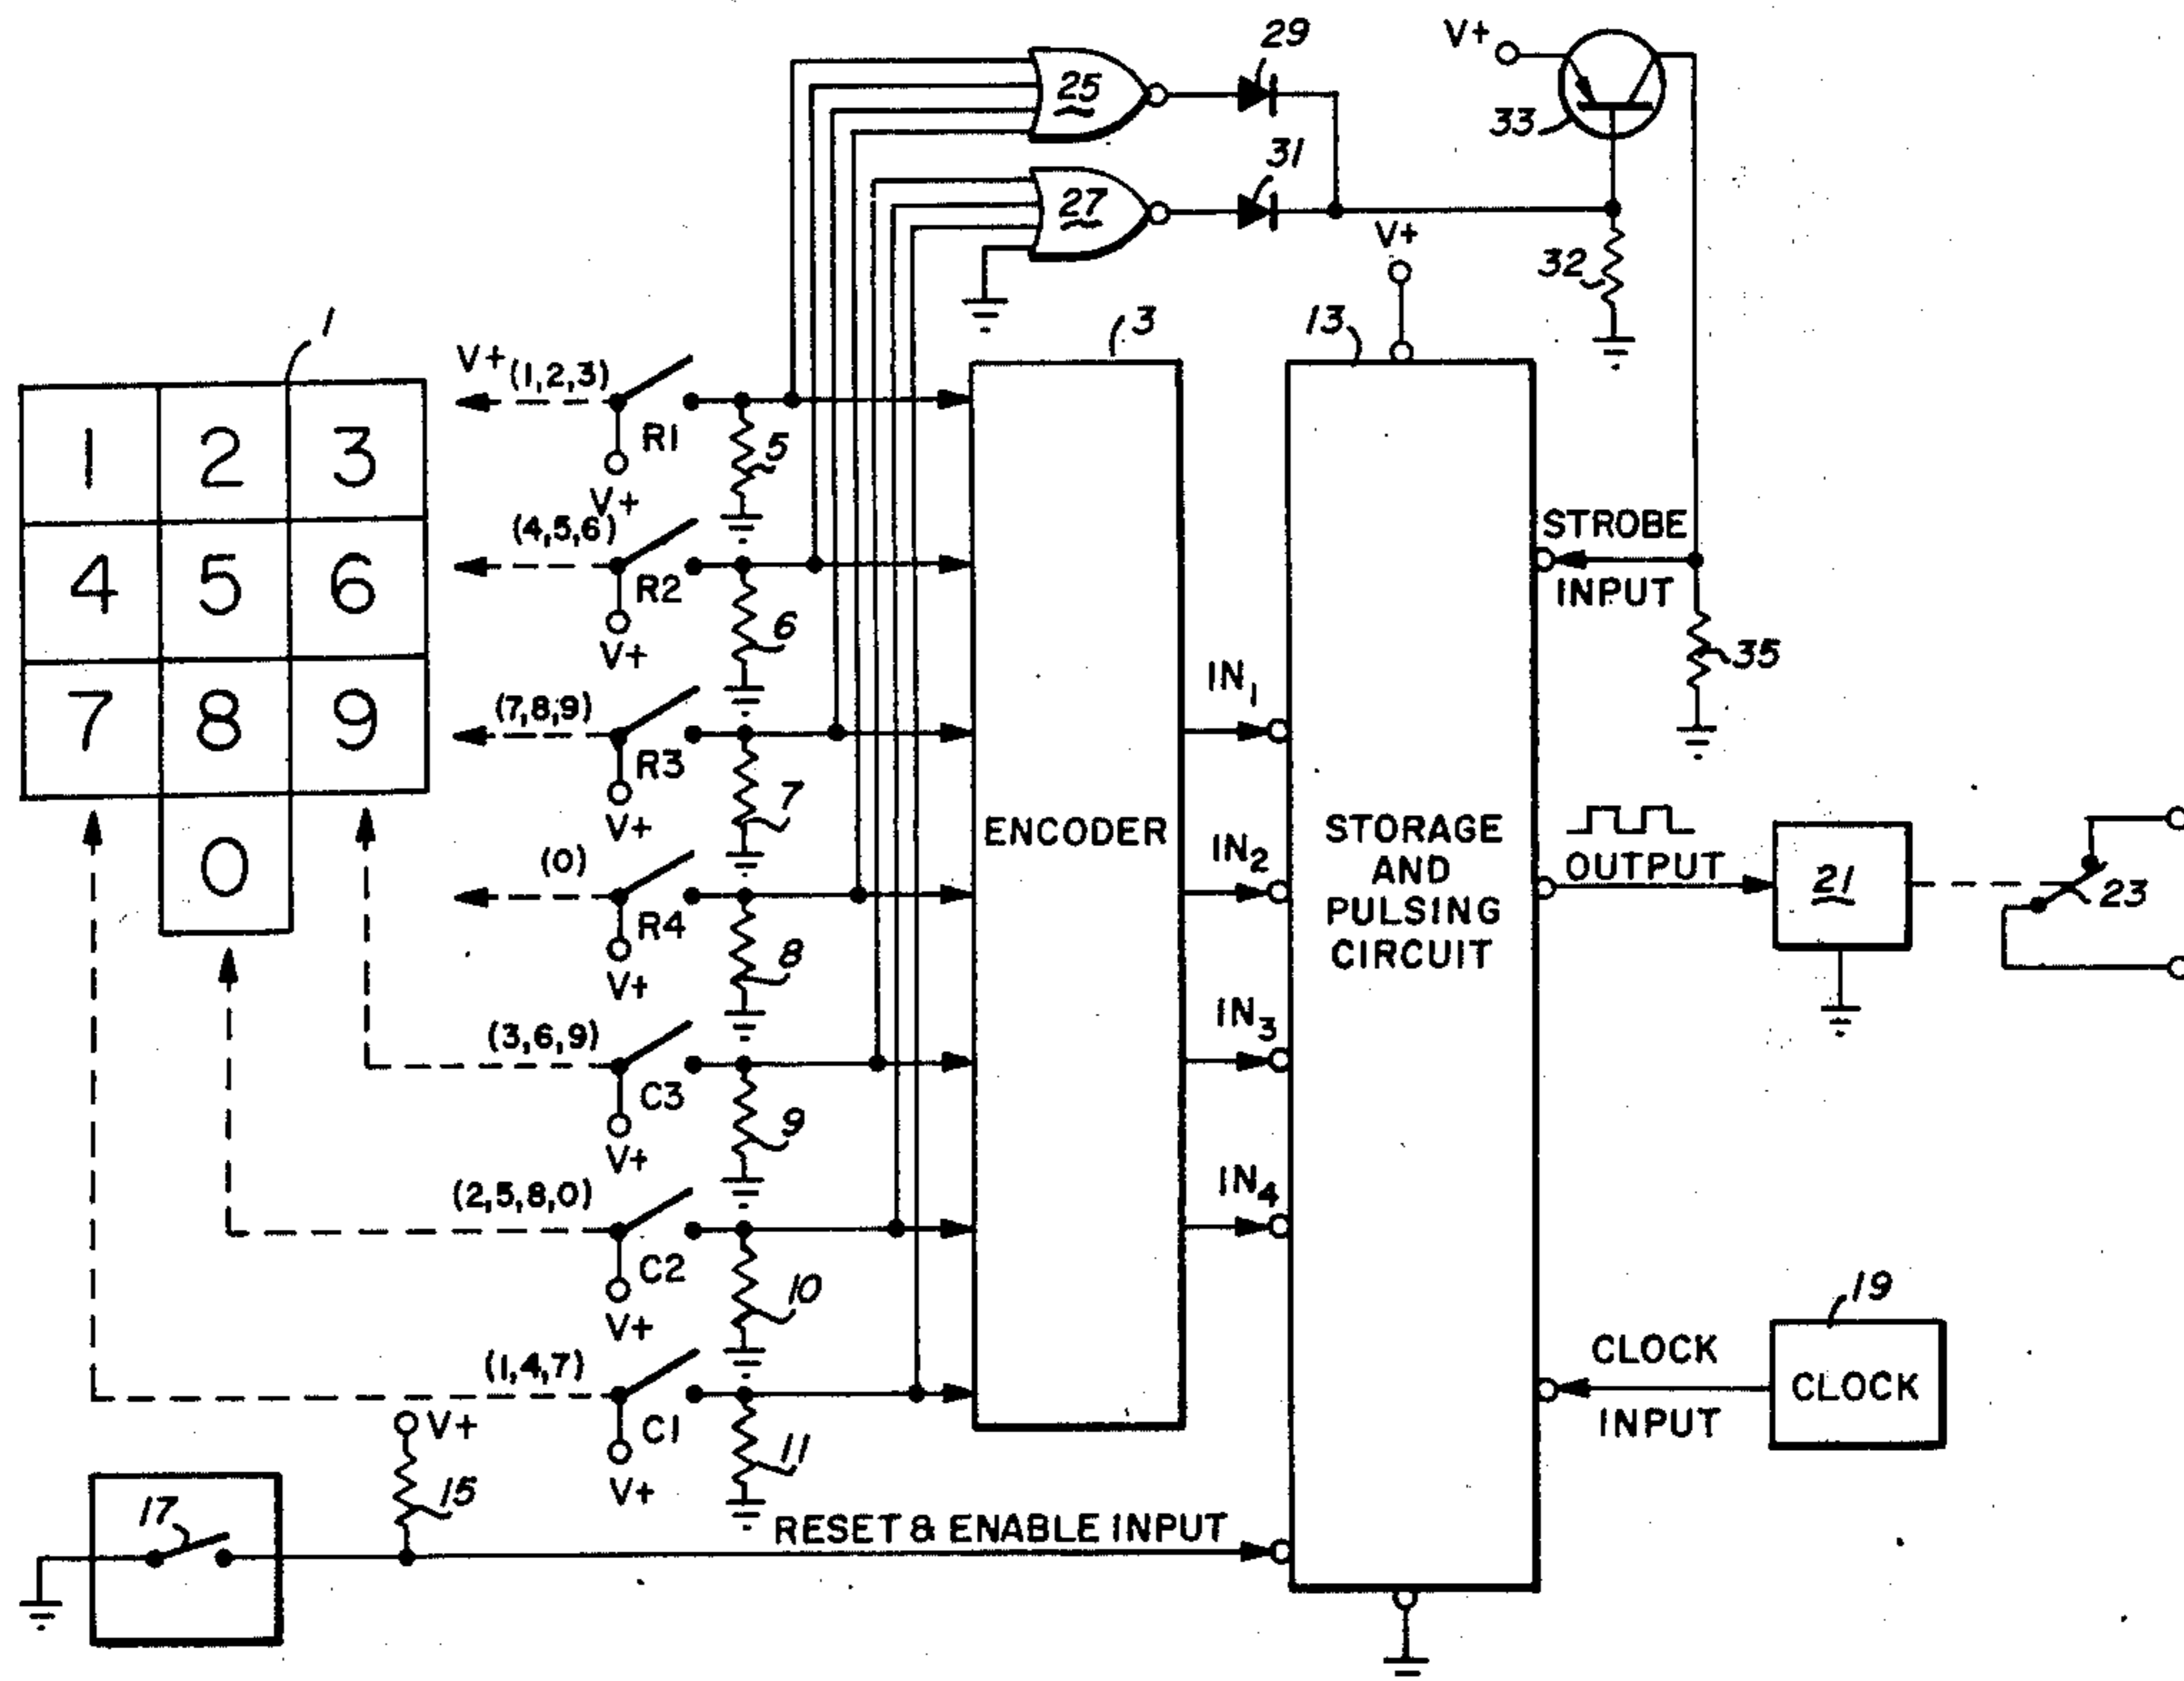 29
V+
25
33
31
27
V+
32
1
3
13
V+ (1,2,3)
1 2 3
R1
5
V+
(4,5,6)
STROBE
4 5 6
R2
INPUT
6
V+
35
IN1
7 8 9
(7,8,9)
R3
7
V+
ENCODER
STORAGE
AND
PULSING
CIRCUIT
IN2
OUTPUT
21
23
0
(0)
R4
8
V+
IN3
(3,6,9)
C3
9
V+
IN4
(2,5,8,0)
C2
10
V+
19
CLOCK
INPUT
CLOCK
(1,4,7)
C1
11
V+
V+
15
17
RESET & ENABLE INPUT